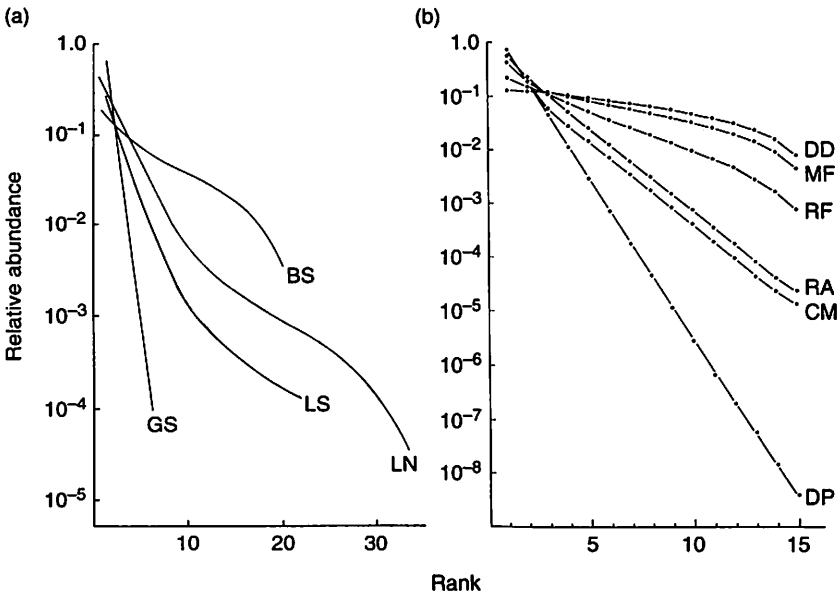 (a)
Relative abundance
1.0
10⁻¹
10⁻²
10⁻³
10⁻⁴
10⁻⁵
10
20
30
GS
BS
LS
LN
(b)
1.0
10⁻¹
10⁻²
10⁻³
10⁻⁴
10⁻⁵
10⁻⁶
10⁻⁷
10⁻⁸
5
10
15
DD
MF
RF
RA
CM
DP
Rank